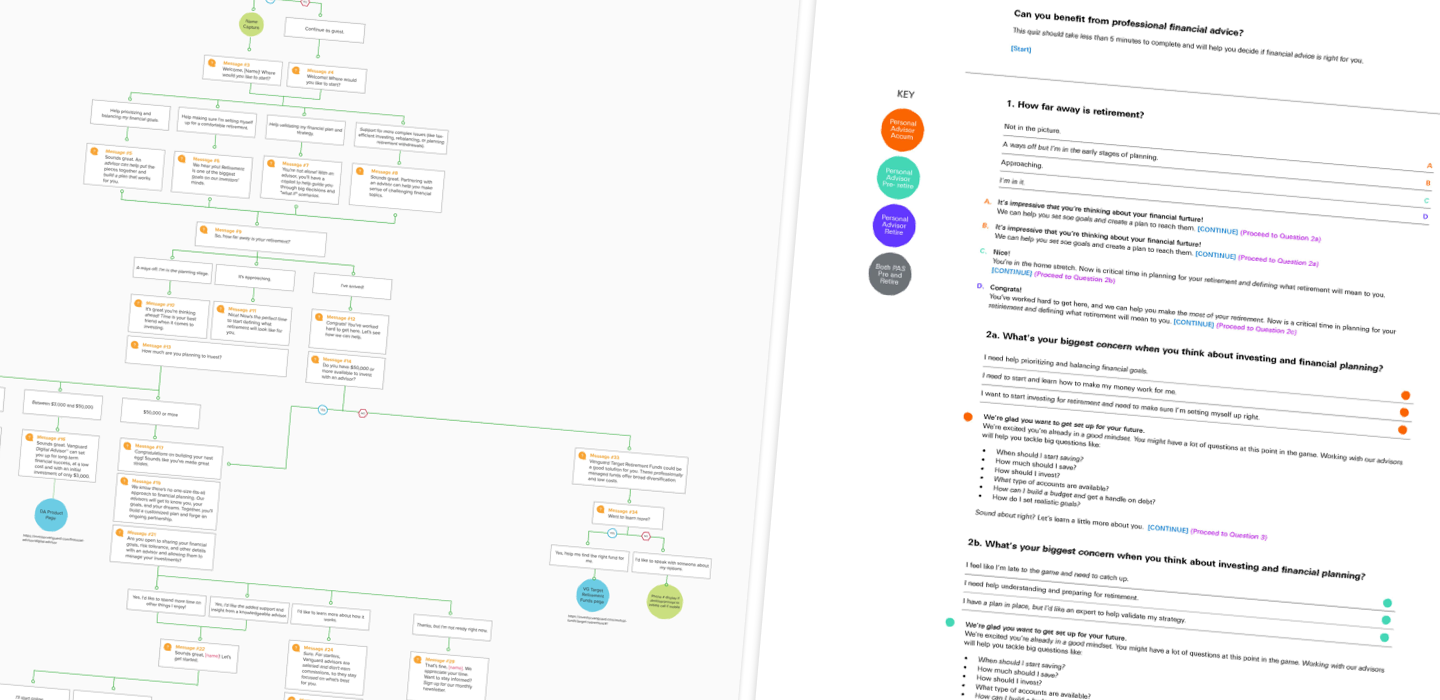 Name
Capture
Continue as guest.
Message #3
Welcome, [Name]! Where
would you like to start?
Message #4
Welcome! Where would
you like to start?
Help prioritizing and
balancing my financial goals
Help making sure I'm setting myself
up for a comfortable retirement
Help validating my financial plan and
strategy.
Support for more complex issues (like tax
efficient investing, rebalancing, or planning
retirement withdrawals)
Message #5
Sounds great. An
advisor can help put the
pieces together and
build a plan that works
for you.
Message #6
We hear you! Retirement
is one of the biggest
goals on our investors'
minds.
Message #7
You're not alone! With an
advisor, you'll have a
copilot to help guide you
through big decisions and
"what if" scenarios.
Message #8
Sounds great. Partnering
with an advisor can help you make
sense of challenging financial
topics.
Message #9
So, how far away is your retirement?
A ways off; I'm in the planning stage.
It's approaching.
I've arrived!
Message #10
It's great you're thinking
ahead! Time is your best
friend when it comes to
investing.
Message #11
Nice! Now's the perfect time
to start defining what
retirement will look like for
you.
Message #12
Congrats! You've worked
hard to get here. Let's see
how we can help.
Message #13
How much are you planning to invest?
Message #14
Do you have $50,000 or
more available to invest
with an advisor?
Between $3,000 and $50,000
$50,000 or more
Message #16
Sounds great. Vanguard
Digital Advisor® can set
you up for long-term
financial success, at a low
cost and with an initial
investment of only $3,000.
Message #17
Congratulations on building your nest
egg! Sounds like you've made great
strides.
We know there's no one-size-fits-all
approach to financial planning. Our
advisors will get to know you, your
goals, and your dreams. Together, you'll
build a customized plan and forge an
ongoing partnership.
Message #21
Are you open to sharing your financial
goals, risk tolerance, and other details
with an advisor and allowing them to
manage your investments?
DA Product
Page
Vanguard Target Retirement Funds could be
a good solution for you. These professionally
managed funds offer broad diversification
and low costs.
Message #34
Want to learn more?
Yes, help me find the right fund for
me.
I'd like to speak with someone about
my options.
VG Target
Retirement
Funds page
Yes, I'd like to spend more time on
other things I enjoy!
Yes, I'd like the added support and
insight from a knowledgeable advisor.
I'd like to learn more about how it
works.
Thanks, but I'm not ready right now.
Message #22
Sounds great, [name]! Let's
get started.
Sure. For starters,
Vanguard advisors are
salaried and don't earn
commissions, so they stay
focused on what's best
for you.
That's fine, [name]. We
appreciate your time.
Want to stay informed?
Sign up for our monthly
newsletter.
KEY
Personal
Advisor
Accum
Personal
Advisor
Pre- retire
Personal
Advisor
Retire
Both PAS
Pre and
Retire
Can you benefit from professional financial advice?
This quiz should take less than 5 minutes to complete and will help you decide if financial advice is right for you.
[Start]
1. How far away is retirement?
Not in the picture.
A
A ways off but I'm in the early stages of planning.
B
Approaching.
C
I'm in it.
D
A. It's impressive that you're thinking about your financial furture!
We can help you set soe goals and create a plan to reach them. [CONTINUE] (Proceed to Question 2a)
B. It's impressive that you're thinking about your financial furture!
We can help you set soe goals and create a plan to reach them. [CONTINUE] (Proceed to Question 2a)
C. Nice!
You're in the home stretch. Now is critical time in planning for your retirement and defining what retirement will mean to you.
[CONTINUE] (Proceed to Question 2b)
D. Congrats!
You've worked hard to get here, and we can help you make the most of your retirement. Now is a critical time in planning for your
retirement and defining what retirement will mean to you. [CONTINUE] (Proceed to Question 2c)
2a. What's your biggest concern when you think about investing and financial planning?
I need help prioritizing and balancing financial goals.
I need to start and learn how to make my money work for me.
I want to start investing for retirement and need to make sure I'm setting myself up right.
We're glad you want to get set up for your future.
We're excited you're already in a good mindset. You might have a lot of questions at this point in the game. Working with our advisors
will help you tackle big questions like:
• When should I start saving?
• How much should I save?
• How should I invest?
• What type of accounts are available?
• How can I build a budget and get a handle on debt?
• How do I set realistic goals?
Sound about right? Let's learn a little more about you. [CONTINUE] (Proceed to Question 3)
2b. What's your biggest concern when you think about investing and financial planning?
I feel like I'm late to the game and need to catch up.
I need help understanding and preparing for retirement.
I have a plan in place, but I'd like an expert to help validate my strategy.
We're glad you want to get set up for your future.
We're excited you're already in a good mindset. You might have a lot of questions at this point in the game. Working with our advisors
will help you tackle big questions like:
• When should I start saving?
• How much should I save?
• How should I invest?
• What type of accounts are available?